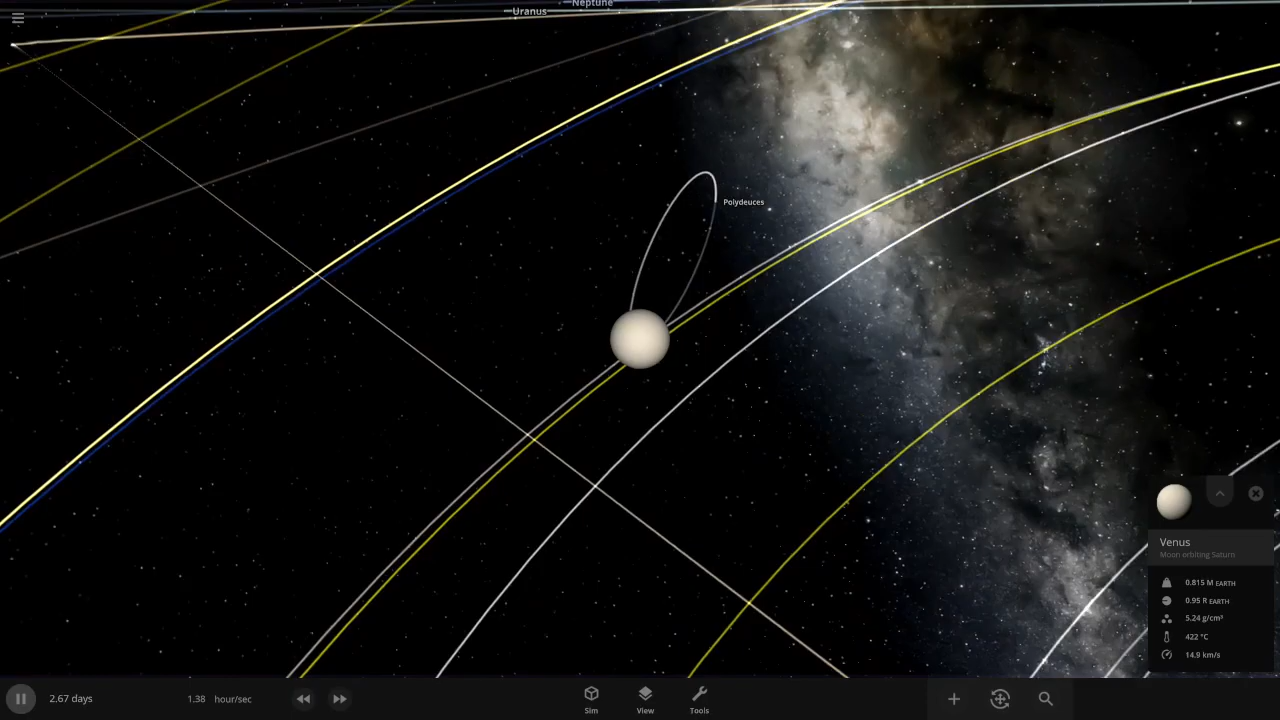 Neptune
Uranus
Polydeuces
Venus
Moon orbiting Saturn
0.815 M EARTH
0.95 R EARTH
5.24 g/cm³
422 °C
14.9 km/s
2.67 days
1.38 hour/sec
Sim
View
Tools